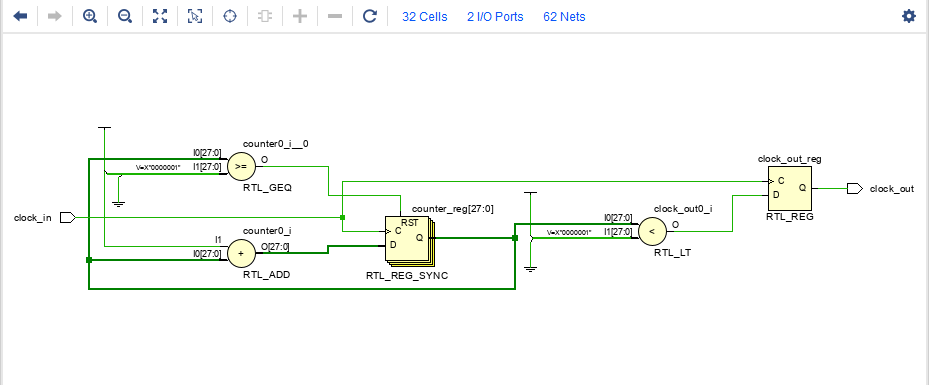 32 Cells 2 I/O Ports 62 Nets
counter0_i__0
I0[27:0]
V=X"0000001" I1[27:0]
>=
O
RTL_GEQ
clock_in
counter0_i
I1
I0[27:0]
+
O[27:0]
RTL_ADD
counter_reg[27:0]
RST
C
D
Q
RTL_REG_SYNC
clock_out0_i
I0[27:0]
V=X"0000001" I1[27:0]
<
O
RTL_LT
clock_out_reg
C
D
Q
RTL_REG
clock_out